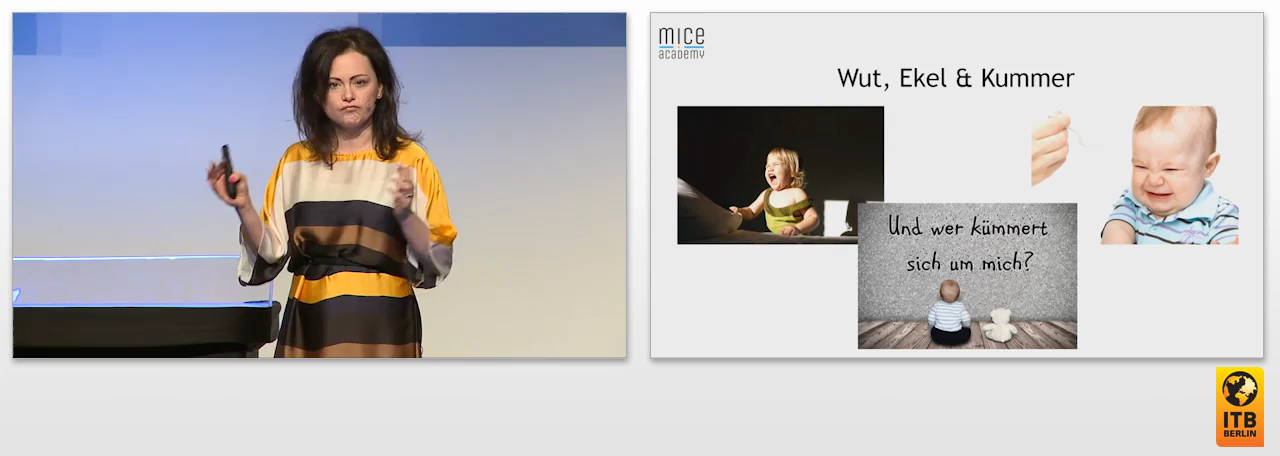 mice
academy
Wut, Ekel & Kummer
Und wer kümmert
sich um mich?
ITB
BERLIN